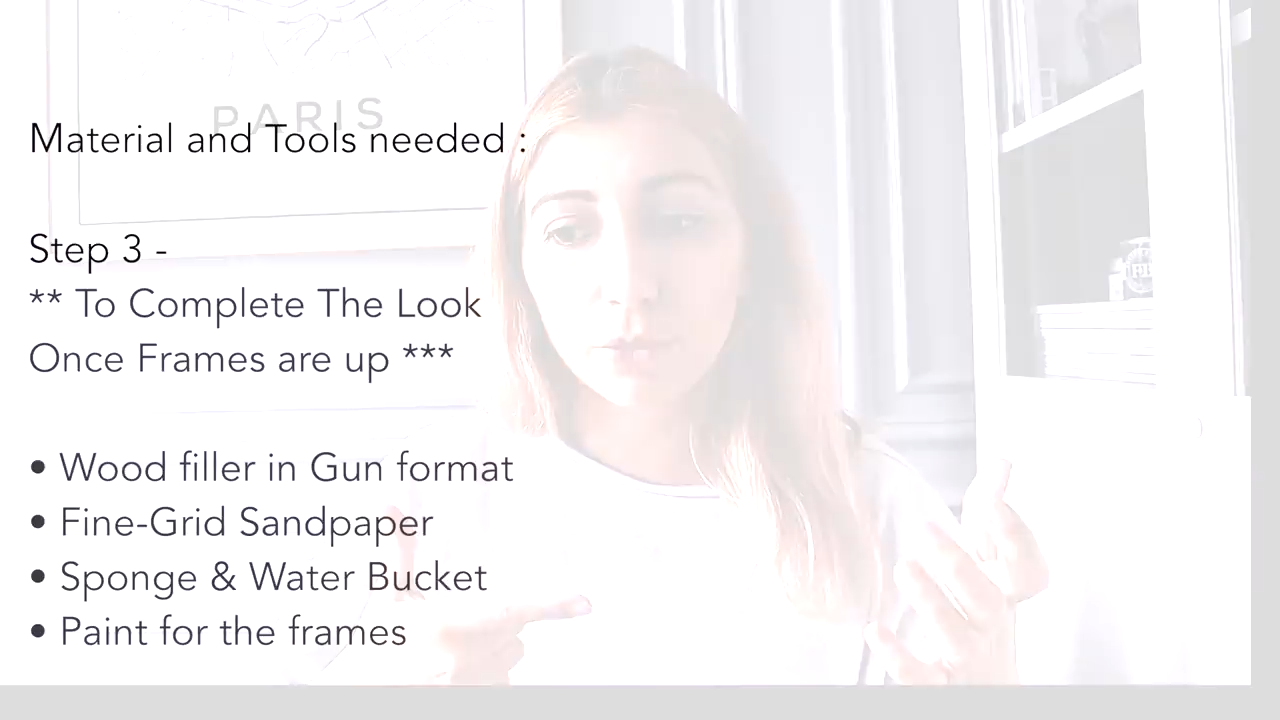 PARIS
Material and Tools needed :
Step 3 -
** To Complete The Look
Once Frames are up ***
• Wood filler in Gun format
• Fine-Grid Sandpaper
• Sponge & Water Bucket
• Paint for the frames